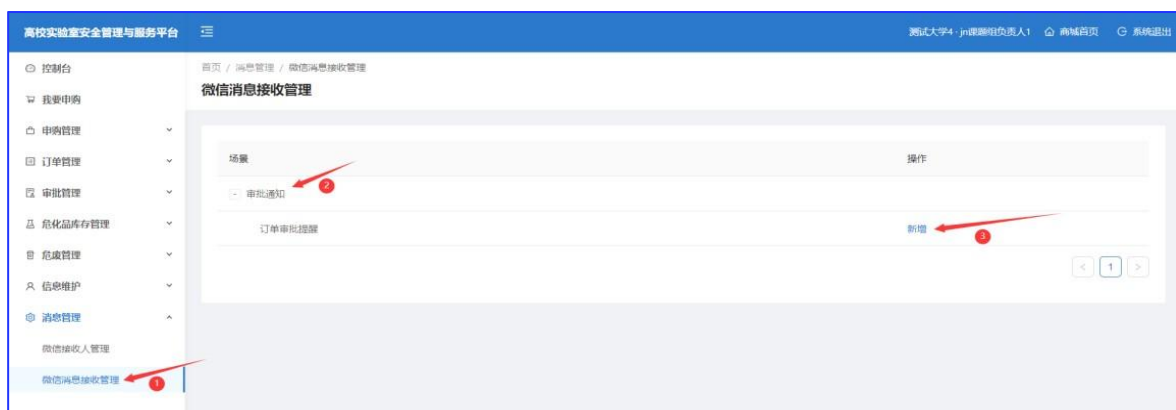 高校实验室安全管理与服务平台
测试大学4 - jn课题组负责人1 商城首页 系统退出
控制台
我要申购
申购管理
订单管理
审批管理
危化品库存管理
危废管理
信息维护
消息管理
微信接收人管理
微信消息接收管理
1
首页 / 消息管理 / 微信消息接收管理
微信消息接收管理
场景 操作
- 审批通知
2
订单审批提醒 新增
3
< 1 >